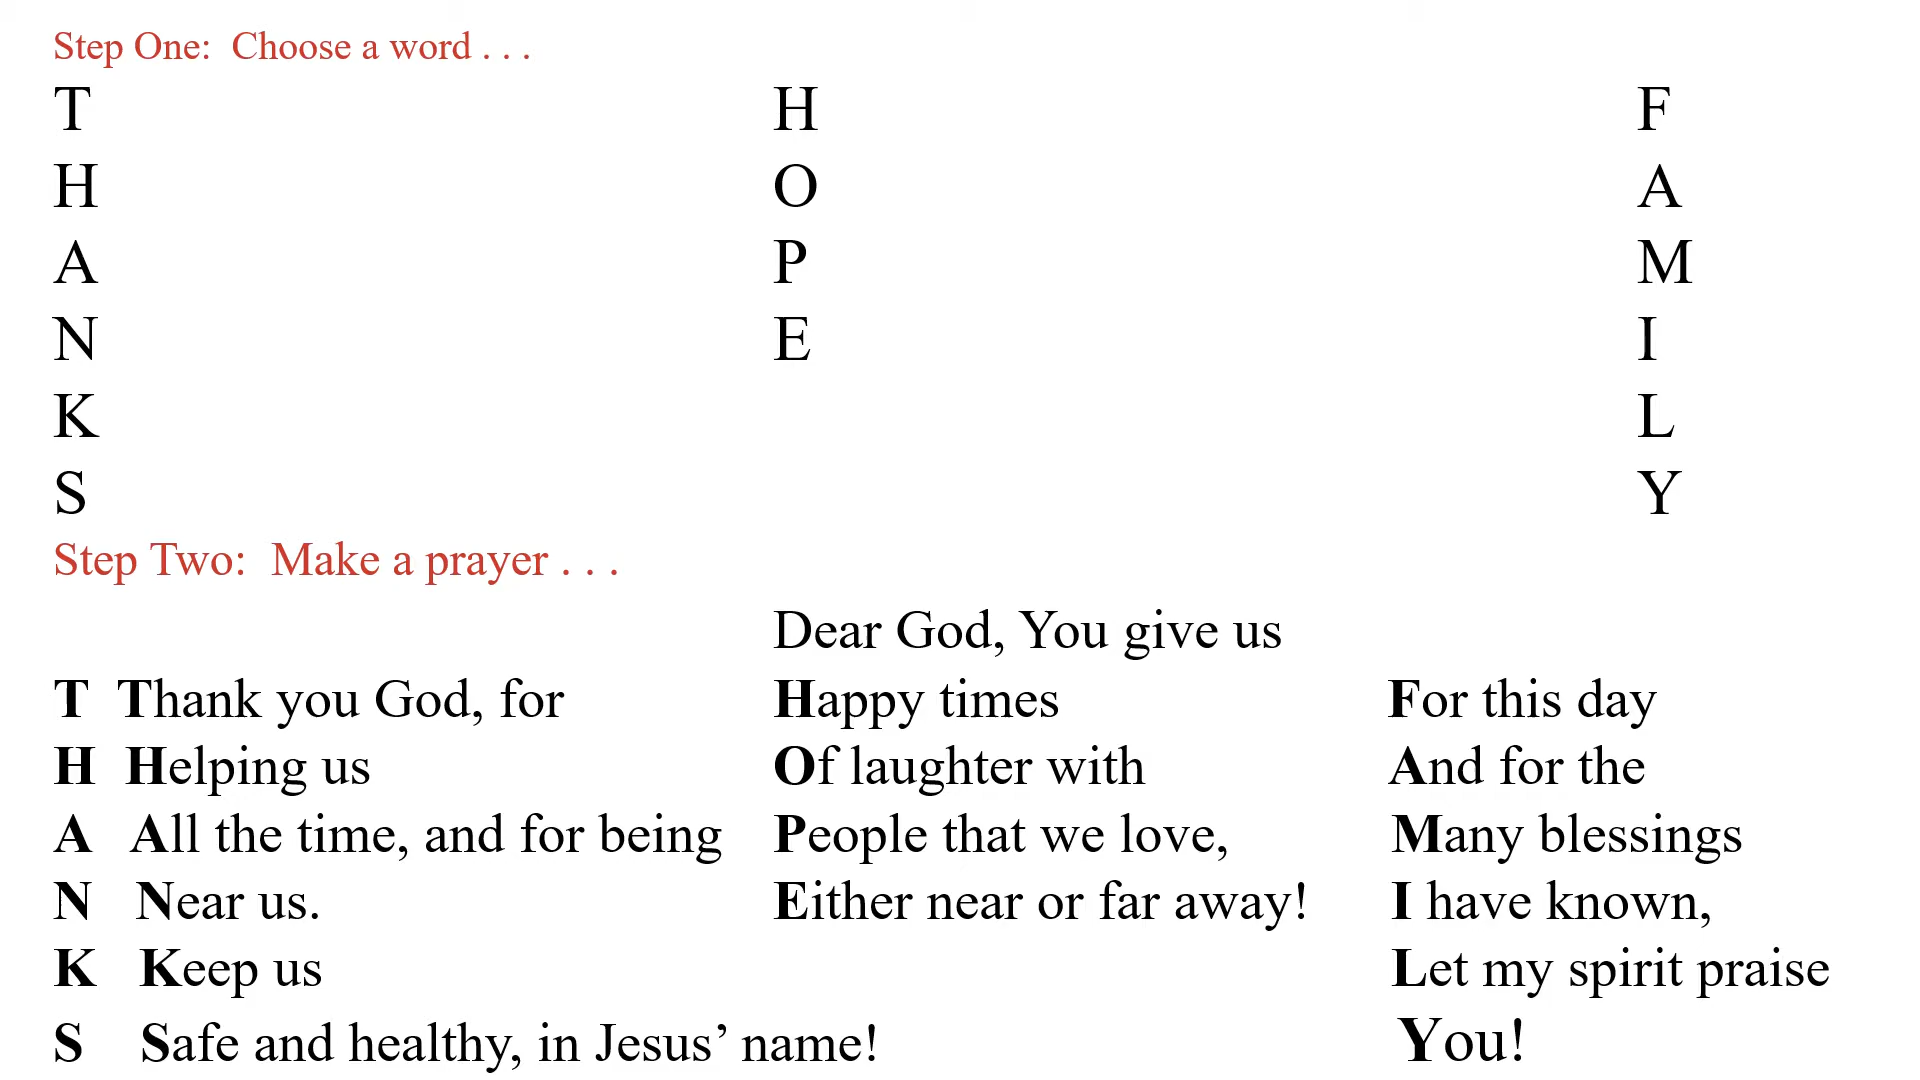 Step One:  Choose a word . . .
T H F
H O A
A P M
N E I
K L
S Y
Step Two:  Make a prayer . . .
Dear God, You give us
T Thank you God, for Happy times For this day
H Helping us Of laughter with And for the
A All the time, and for being People that we love, Many blessings
N Near us. Either near or far away! I have known,
K Keep us Let my spirit praise
S Safe and healthy, in Jesus’ name! You!